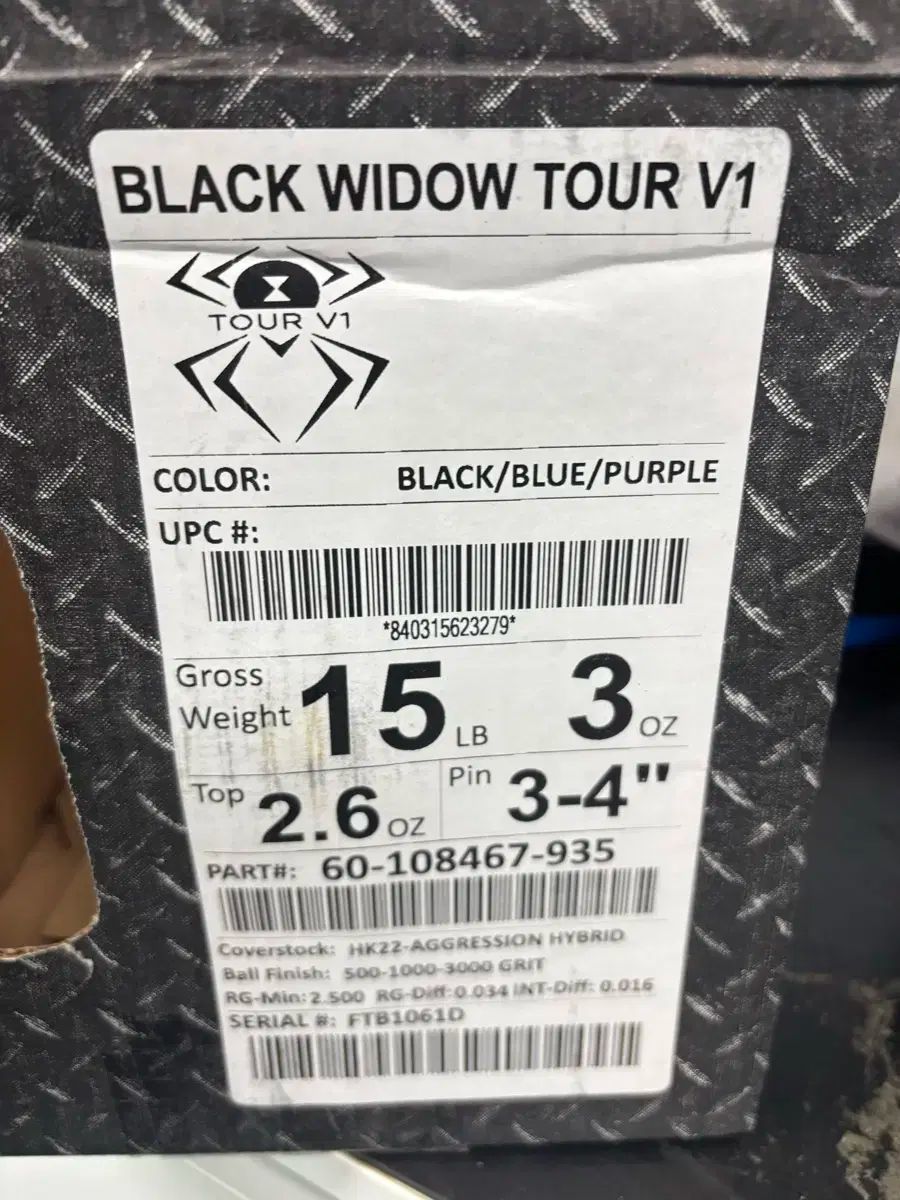 BLACK WIDOW TOUR V1
TOUR V1
COLOR: BLACK/BLUE/PURPLE
UPC #:
*840315623279*
Gross Weight 15 LB 3 OZ
Top 2.6 OZ Pin 3-4"
PART#: 60-108467-935
Coverstock: HK22-AGGRESSION HYBRID
Ball Finish: 500-1000-3000 GRIT
RG-Min: 2.500 RG-Diff: 0.034 INT-Diff: 0.016
SERIAL #: FTB1061D